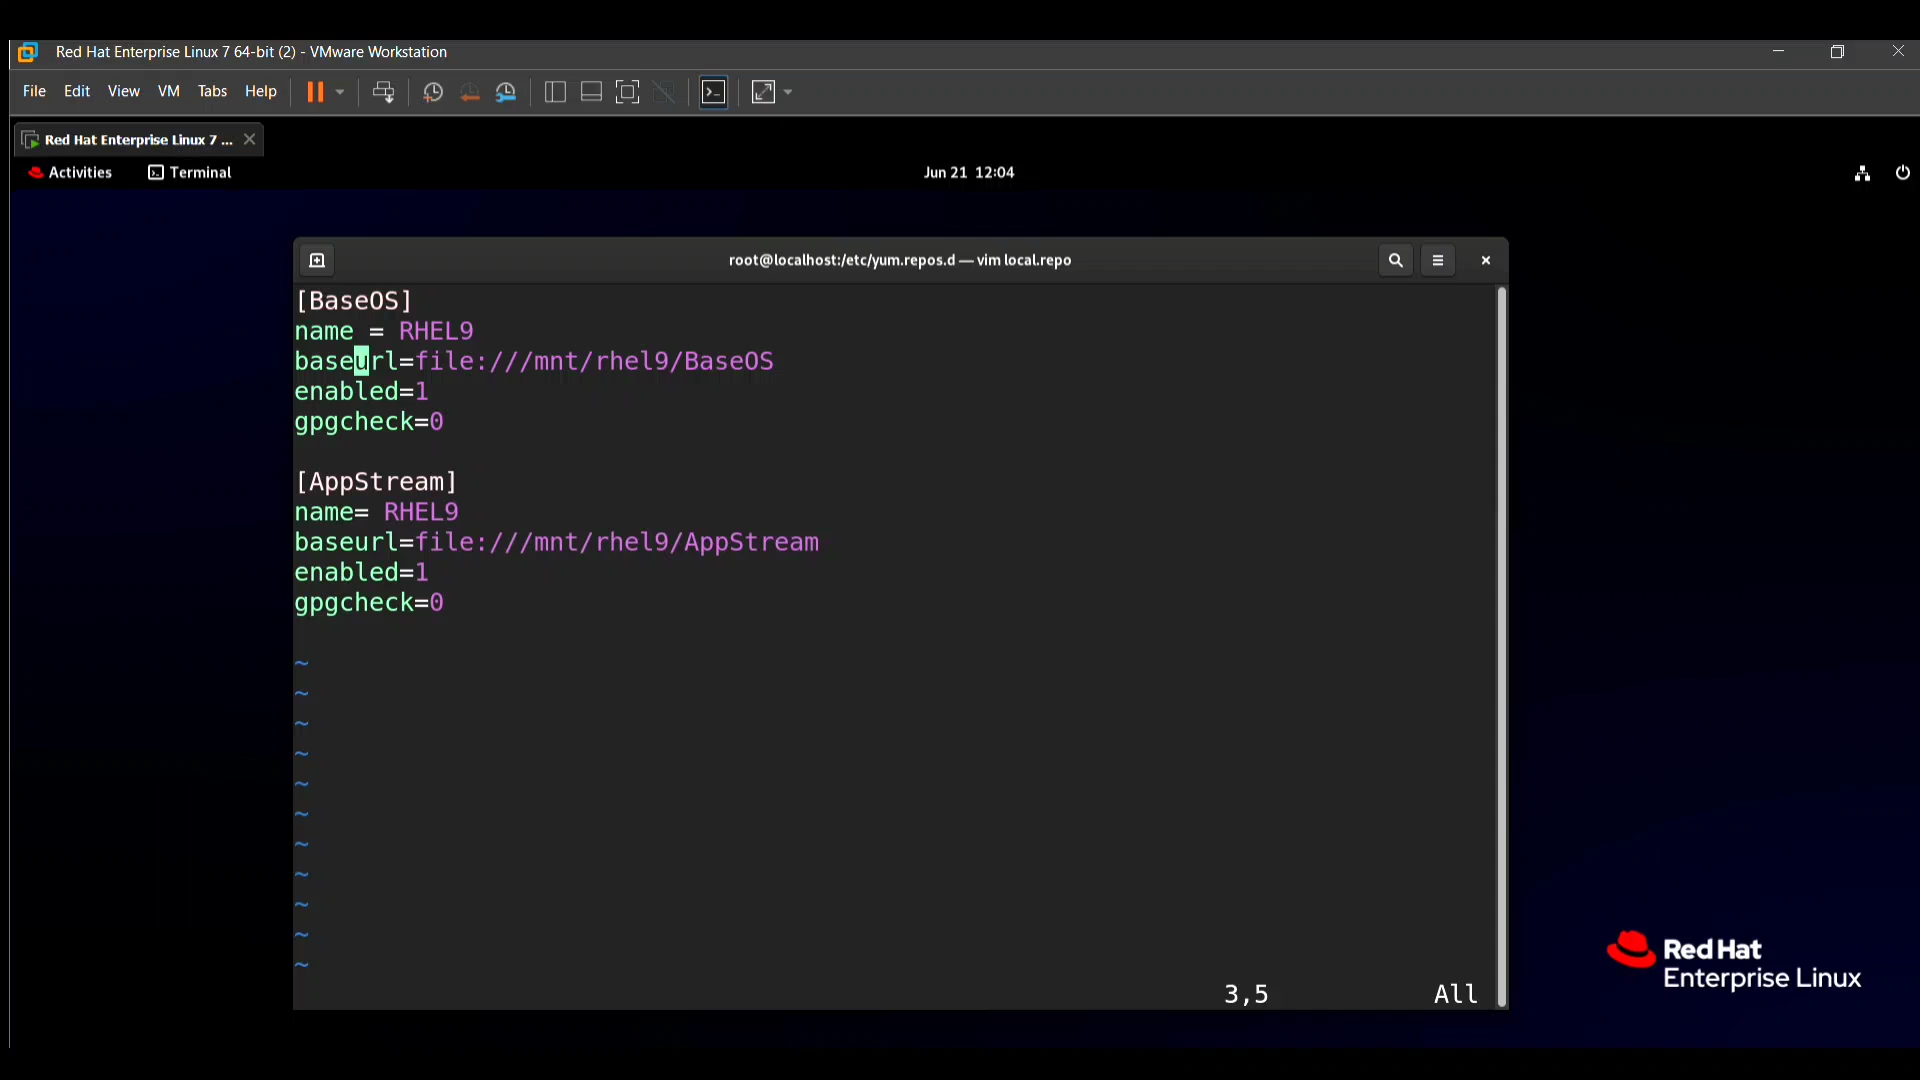 Red Hat Enterprise Linux 7 64-bit (2) - VMware Workstation
File Edit View VM Tabs Help
Red Hat Enterprise Linux 7 ...
Activities Terminal Jun 21 12:04
root@localhost:/etc/yum.repos.d — vim local.repo
[BaseOS]
name = RHEL9
baseurl=file:///mnt/rhel9/BaseOS
enabled=1
gpgcheck=0
[AppStream]
name= RHEL9
baseurl=file:///mnt/rhel9/AppStream
enabled=1
gpgcheck=0
~
~
~
~
~
~
~
~
~
~
~
3,5 All
Red Hat
Enterprise Linux